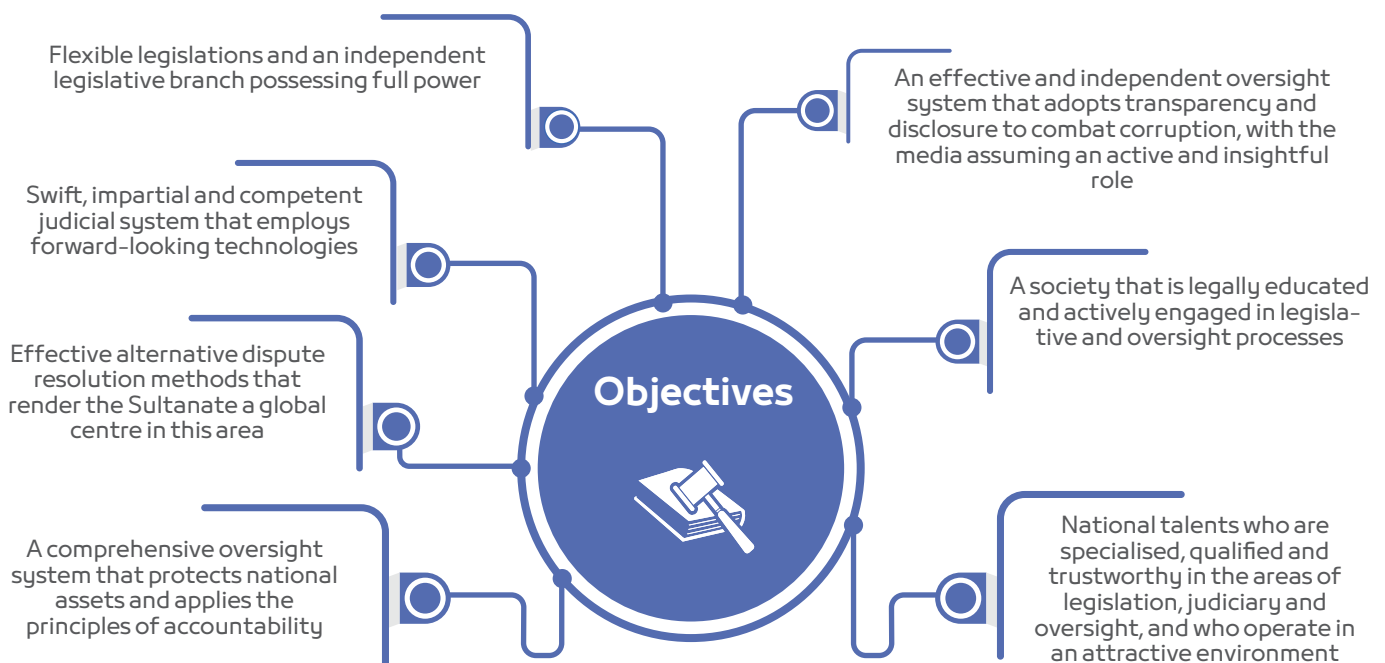 Flexible legislations and an independent
legislative branch possessing full power
Swift, impartial and competent
judicial system that employs
forward-looking technologies
Effective alternative dispute
resolution methods that
render the Sultanate a global
centre in this area
A comprehensive oversight
system that protects national
assets and applies the
principles of accountability
Objectives
An effective and independent oversight
system that adopts transparency and
disclosure to combat corruption, with the
media assuming an active and insightful
role
A society that is legally educated
and actively engaged in legisla-
tive and oversight processes
National talents who are
specialised, qualified and
trustworthy in the areas of
legislation, judiciary and
oversight, and who operate in
an attractive environment